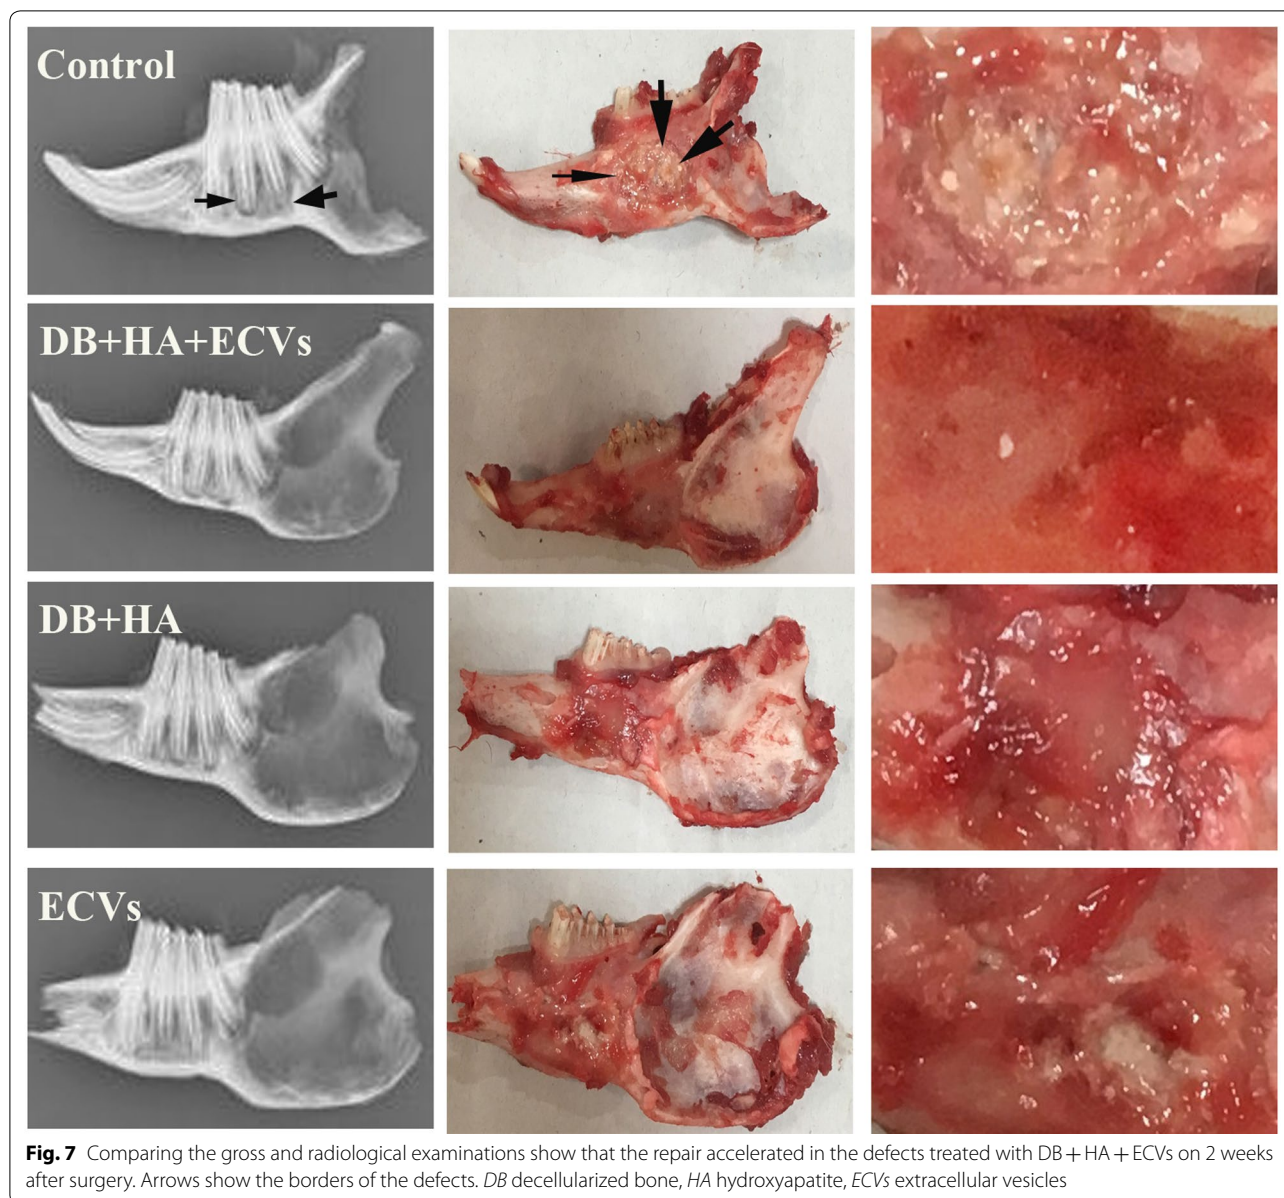 Control
DB+HA+ECVs
DB+HA
ECVs
Fig. 7 Comparing the gross and radiological examinations show that the repair accelerated in the defects treated with DB + HA + ECVs on 2 weeks
after surgery. Arrows show the borders of the defects. DB decellularized bone, HA hydroxyapatite, ECVs extracellular vesicles